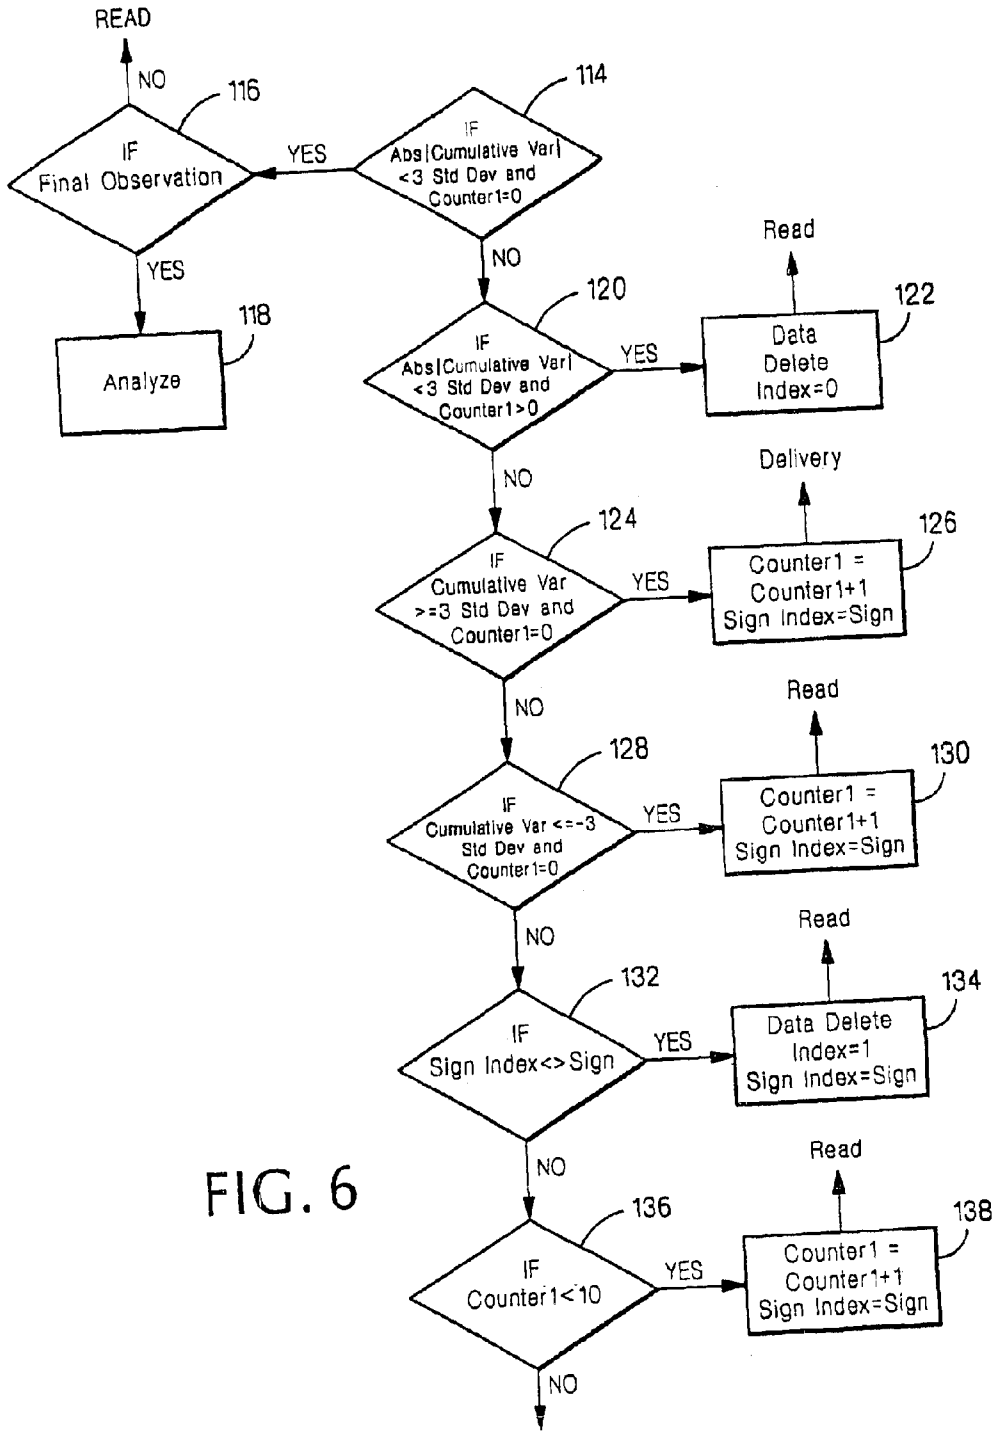 READ
NO
116
IF
Final Observation
YES
114
IF
Abs|Cumulative Var|
<3 Std Dev and
Counter1=0
YES
118
Analyze
NO
120
IF
Abs|Cumulative Var|
<3 Std Dev and
Counter1>0
YES
Read
122
Data
Delete
Index=0
NO
124
IF
Cumulative Var
>=3 Std Dev and
Counter1=0
YES
Delivery
126
Counter1 =
Counter1+1
Sign Index=Sign
NO
128
IF
Cumulative Var <=-3
Std Dev and
Counter1=0
YES
Read
130
Counter1 =
Counter1+1
Sign Index=Sign
NO
132
IF
Sign Index<>Sign
YES
Read
134
Data Delete
Index=1
Sign Index=Sign
NO
136
IF
Counter1<10
YES
Read
138
Counter1 =
Counter1+1
Sign Index=Sign
NO
FIG. 6